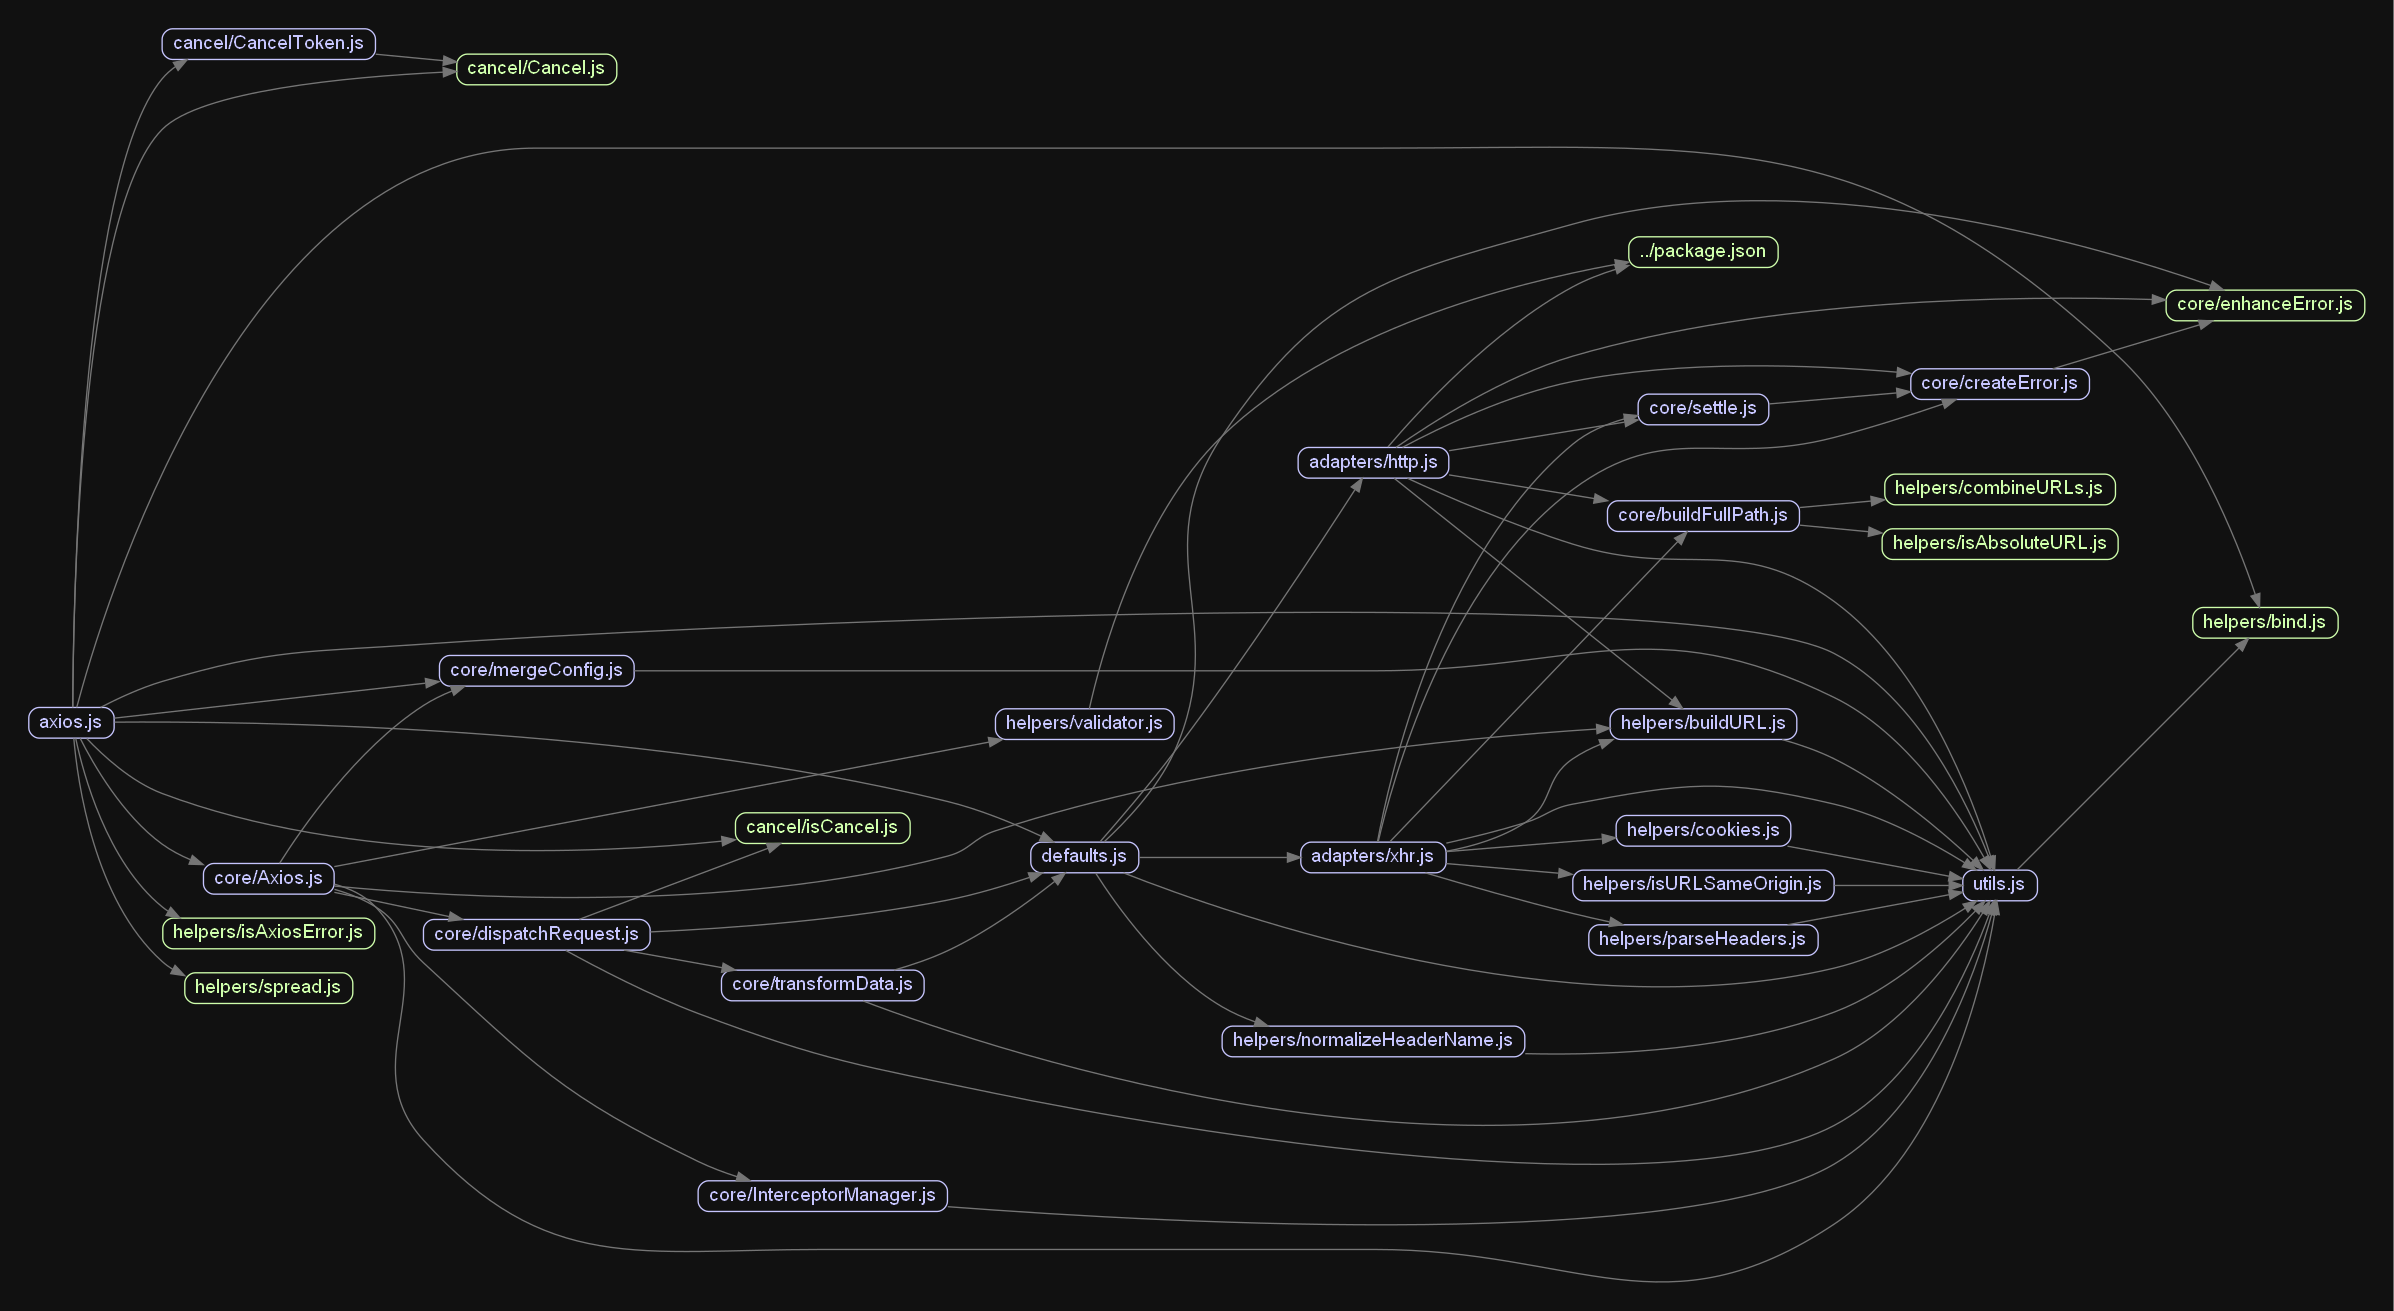 cancel/CancelToken.js
cancel/Cancel.js
../package.json
core/enhanceError.js
core/createError.js
core/settle.js
adapters/http.js
helpers/combineURLs.js
core/buildFullPath.js
helpers/isAbsoluteURL.js
helpers/bind.js
core/mergeConfig.js
axios.js
helpers/validator.js
helpers/buildURL.js
cancel/isCancel.js
helpers/cookies.js
defaults.js
adapters/xhr.js
core/Axios.js
helpers/isURLSameOrigin.js
utils.js
helpers/isAxiosError.js
core/dispatchRequest.js
helpers/parseHeaders.js
helpers/spread.js
core/transformData.js
helpers/normalizeHeaderName.js
core/InterceptorManager.js